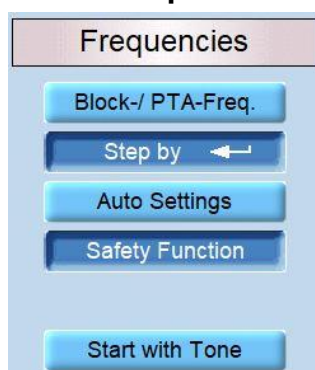 Frequencies
Block-/ PTA-Freq.
Step by
Auto Settings
Safety Function
Start with Tone